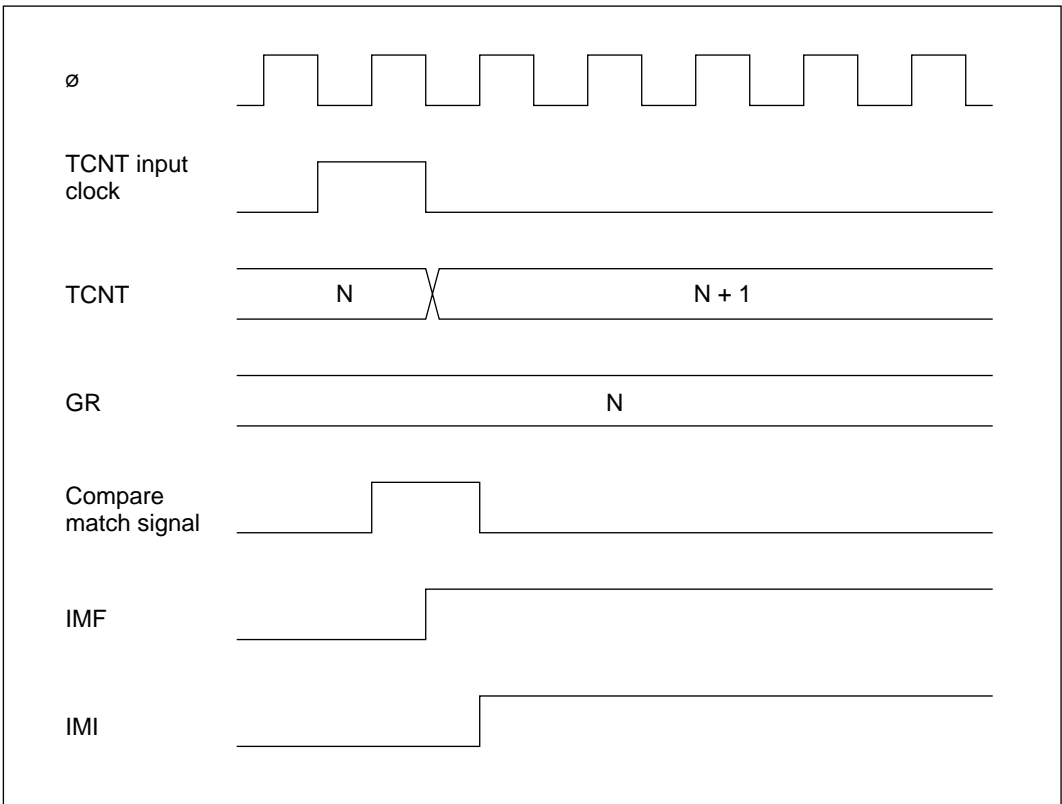 ø
TCNT input
clock
TCNT
N
N + 1
GR
N
Compare
match signal
IMF
IMI